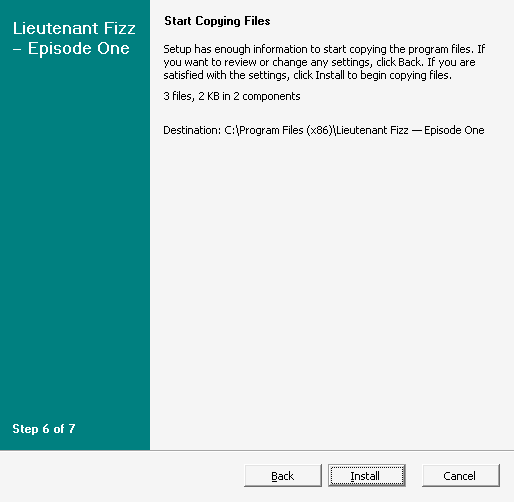 Lieutenant Fizz
– Episode One
Start Copying Files
Setup has enough information to start copying the program files. If
you want to review or change any settings, click Back. If you are
satisfied with the settings, click Install to begin copying files.
3 files, 2 KB in 2 components
Destination: C:\Program Files (x86)\Lieutenant Fizz — Episode One
Step 6 of 7
Back
Install
Cancel